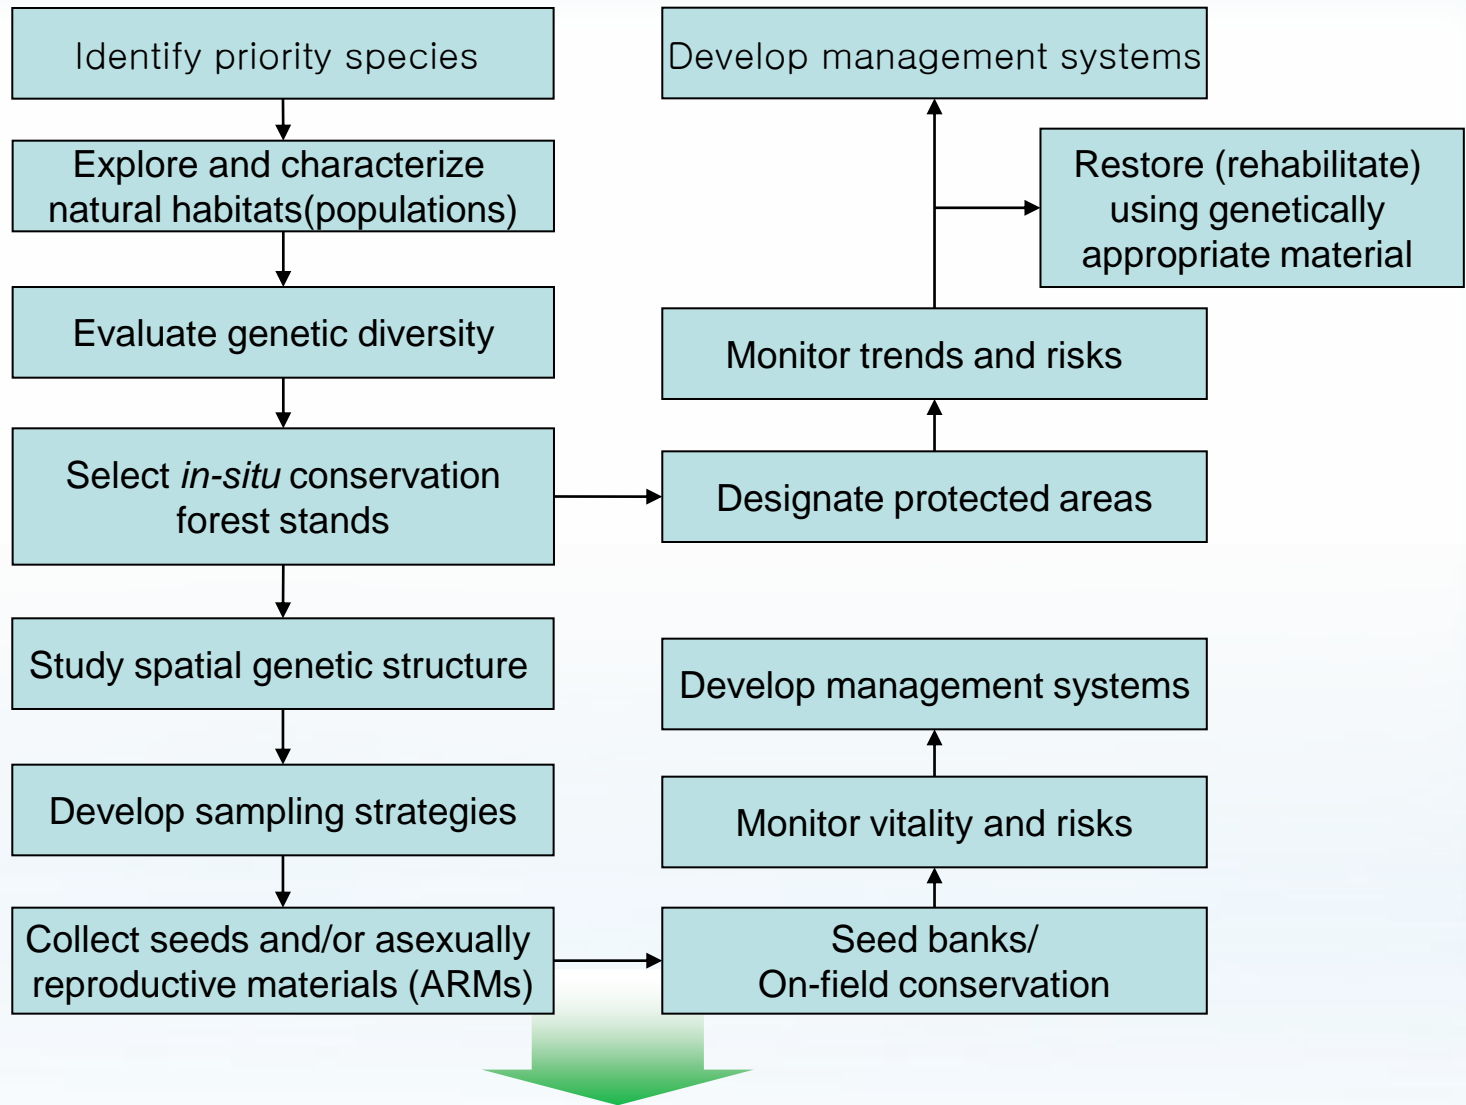 Identify priority species
Explore and characterize
natural habitats(populations)
Evaluate genetic diversity
Select in-situ conservation
forest stands
Study spatial genetic structure
Develop sampling strategies
Collect seeds and/or asexually
reproductive materials (ARMs)
Develop management systems
Restore (rehabilitate)
using genetically
appropriate material
Monitor trends and risks
Designate protected areas
Develop management systems
Monitor vitality and risks
Seed banks/
On-field conservation